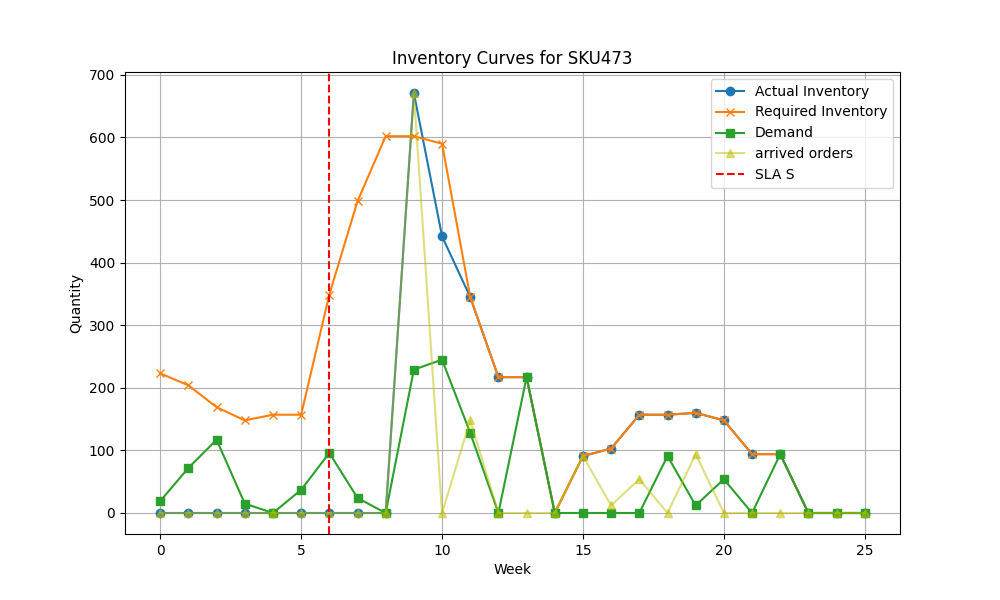 Inventory Curves for SKU473
Actual Inventory
Required Inventory
Demand
arrived orders
SLA S
Quantity
700
600
500
400
300
200
100
0
0 5 10 15 20 25
Week